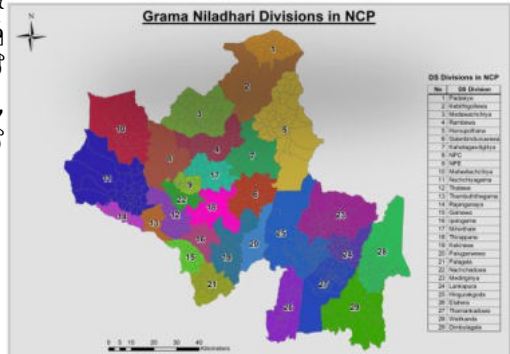 Grama Niladhari Divisions in NCP
N
DS Divisions in NCP
No DS Division
1 Padaviya
2 Kebithigollewa
3 Medawachchiya
4 Rambewa
5 Horowpothana
6 Galenbindunuwewa
7 Kahatagasdigiliya
8 NPC
9 NPE
10 Mahawilachchiya
11 Nochchiyagama
12 Thalawa
13 Thambuththegama
14 Rajanganaya
15 Galnewa
16 Ipalogama
17 Mihinthale
18 Thirappane
19 Kekirawa
20 Palugaswewa
21 Palagala
22 Nachchaduwa
23 Medirigiriya
24 Lankapura
25 Hingurakgoda
26 Elahera
27 Thamankaduwa
28 Welikanda
29 Dimbulagala
1
2
3
10
4
5
8
7
17
9
22
18
6
12
13
14
16
23
15
19
20
25
24
28
21
26
27
29
0 5 10 20 30 40
Kilometers